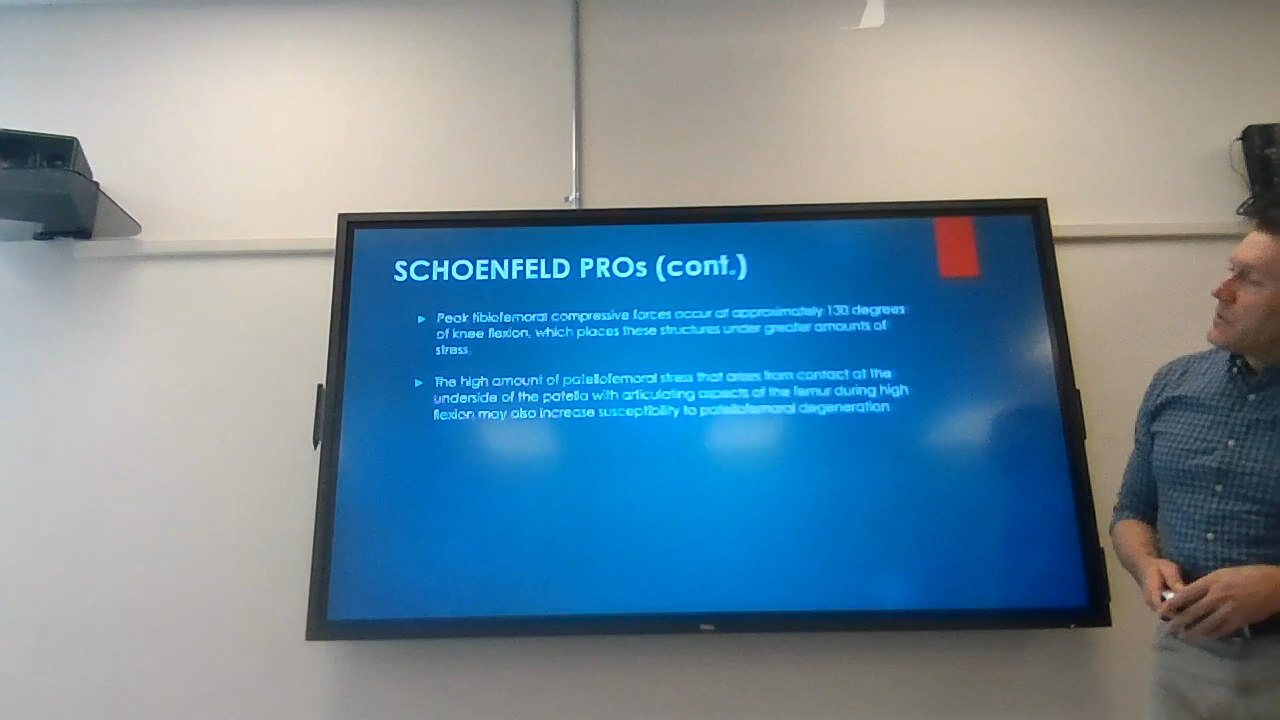 SCHOENFELD PROs (cont.)
Peak tibiofemoral compressive forces occur at approximately 130 degrees
of knee flexion, which places these structures under greater amounts of
stress.
The high amount of patellofemoral stress that arises from contact at the
underside of the patella with articulating aspects of the femur during high
flexion may also increase susceptibility to patellofemoral degeneration